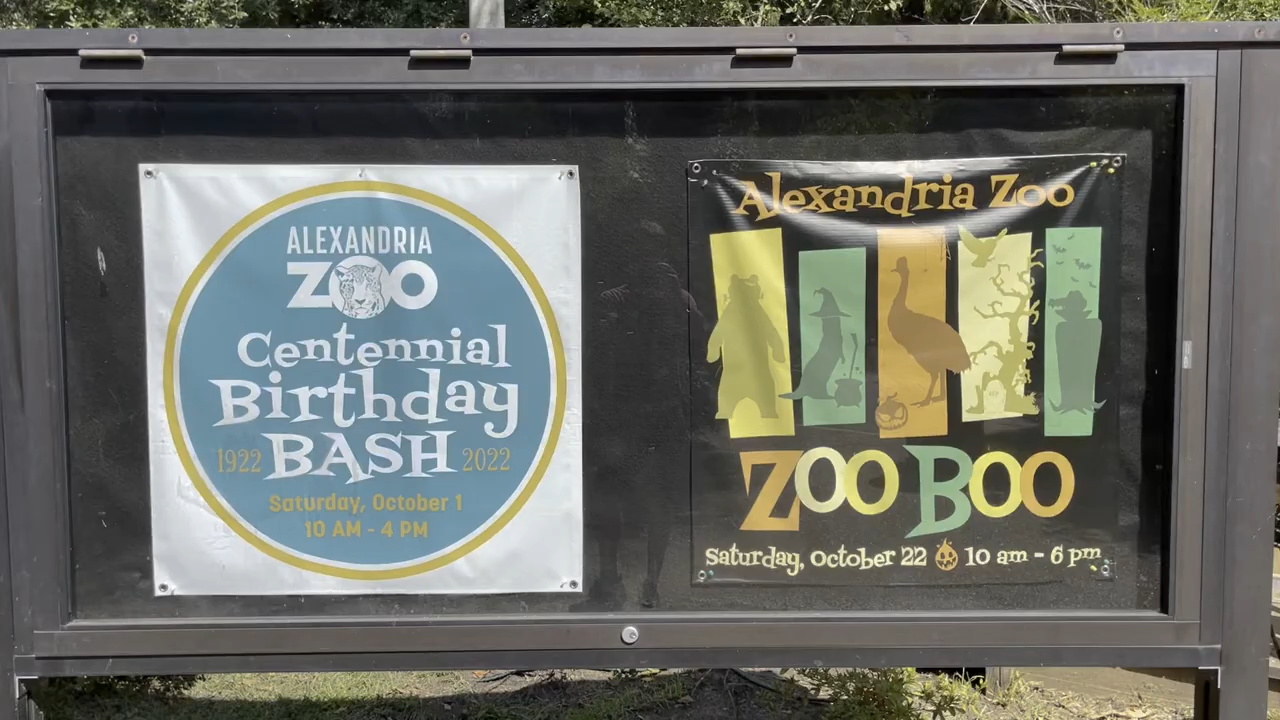 ALEXANDRIA
ZOO
Centennial
Birthday
1922 BASH 2022
Saturday, October 1
10 AM - 4 PM
Alexandria Zoo
ZOO BOO
Saturday, October 22 10 am - 6 pm